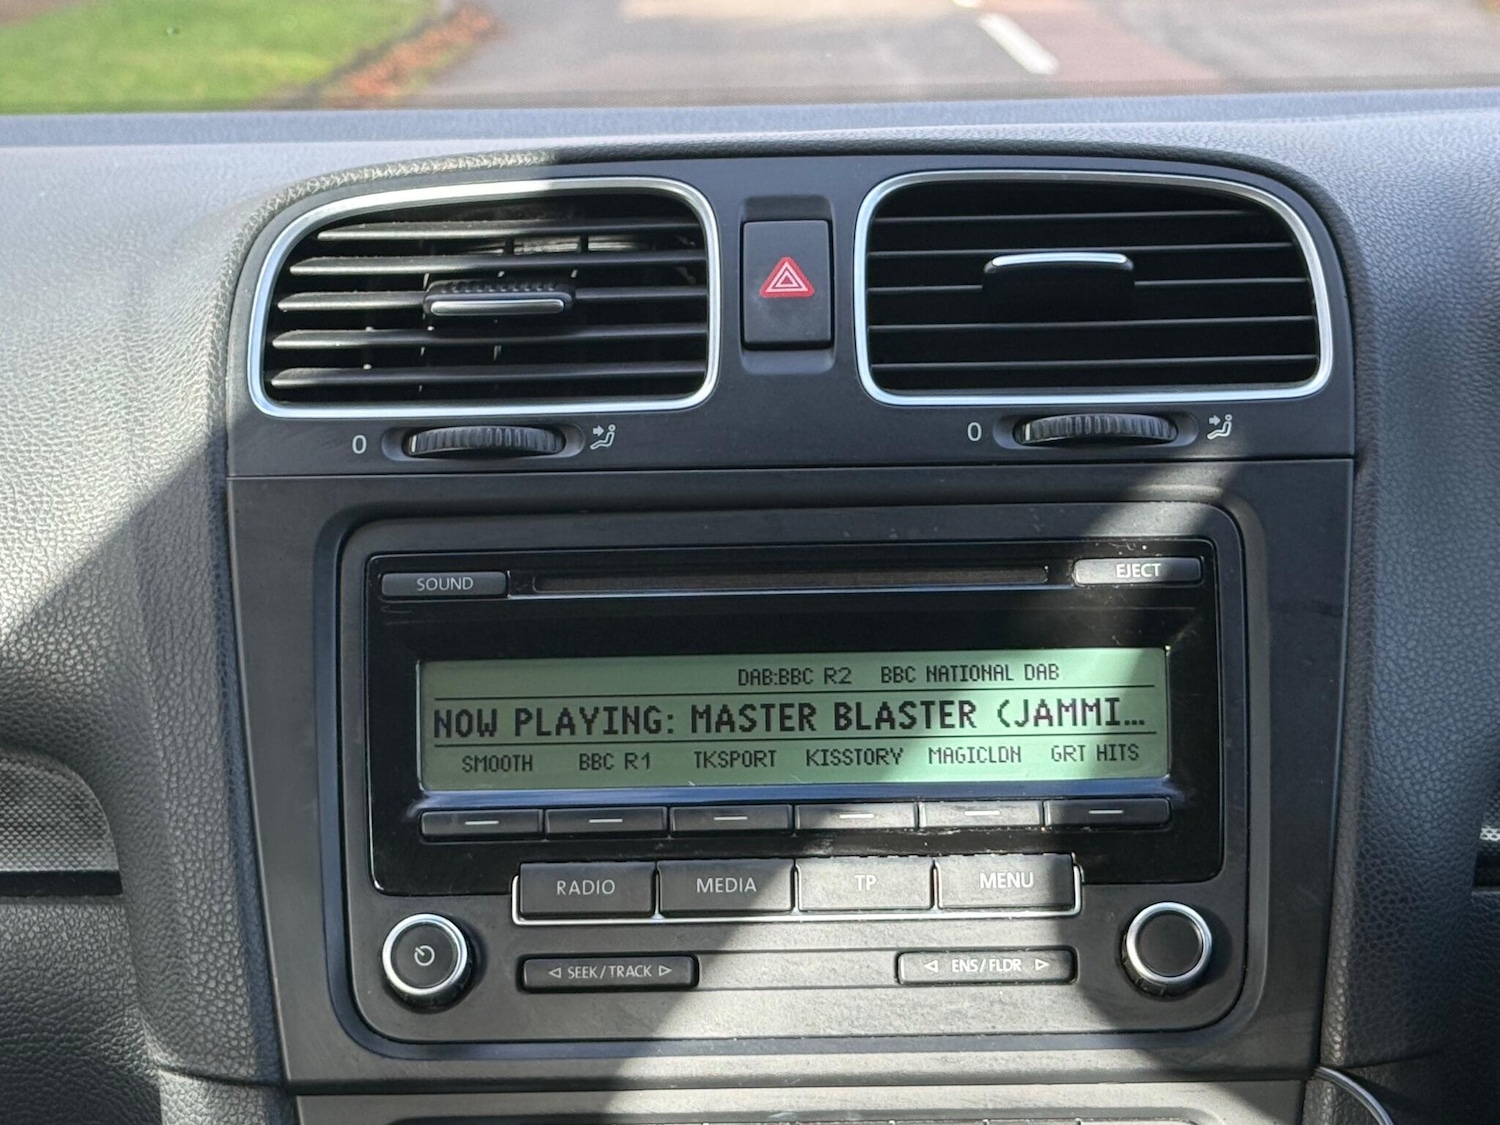 0
0
SOUND
EJECT
DAB:BBC R2 BBC NATIONAL DAB
NOW PLAYING: MASTER BLASTER (JAMMI...
SMOOTH BBC R1 TKSPORT KISSTORY MAGICLDN GRT HITS
RADIO MEDIA TP MENU
SEEK/TRACK
ENS/FLDR